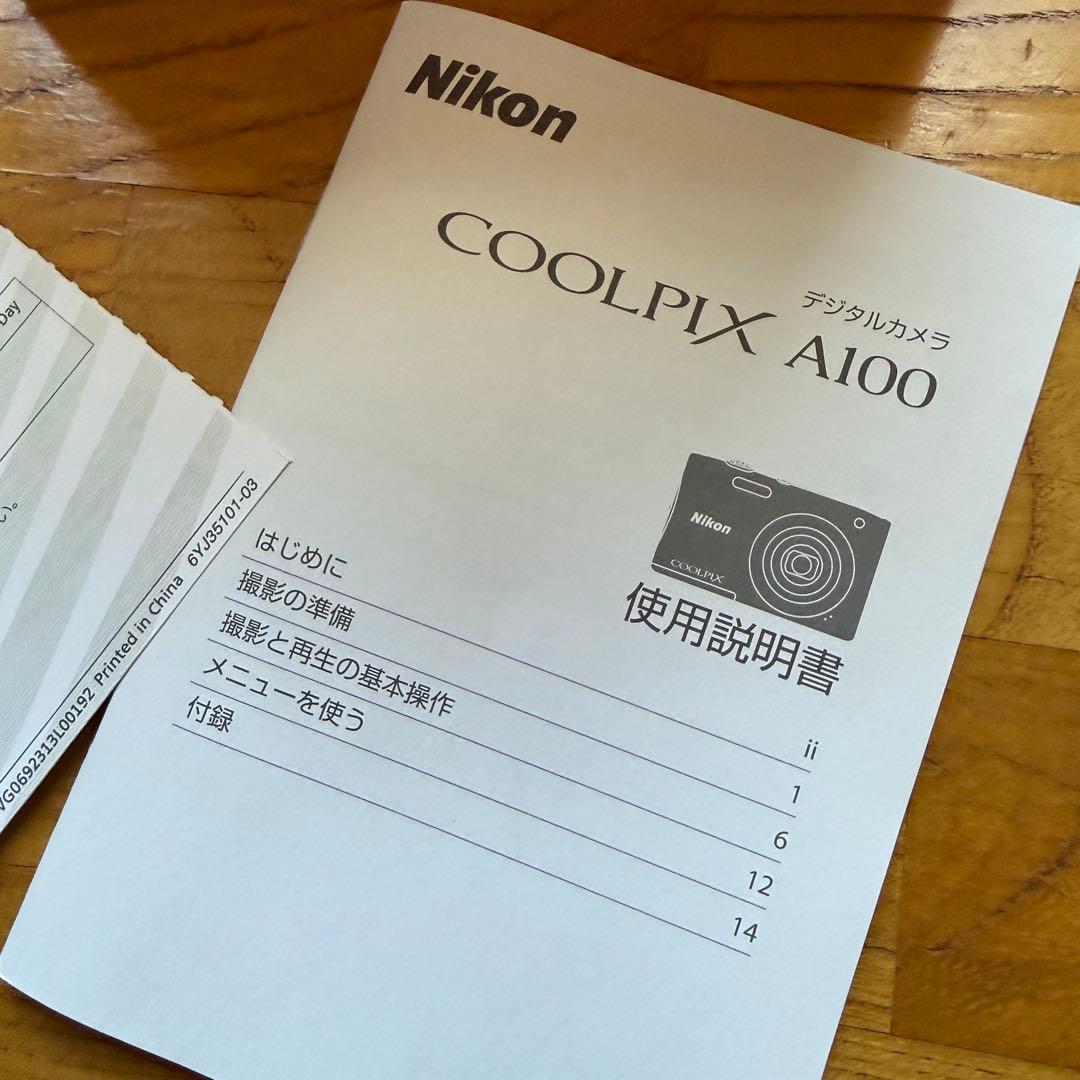 Nikon
デジタルカメラ
COOLPIX A100
Nikon
COOLPIX
使用説明書
はじめに ii
撮影の準備 1
撮影と再生の基本操作 6
メニューを使う 12
付録 14
Day
い。
VG0692313L00192 Printed in China 6YJ35101-03